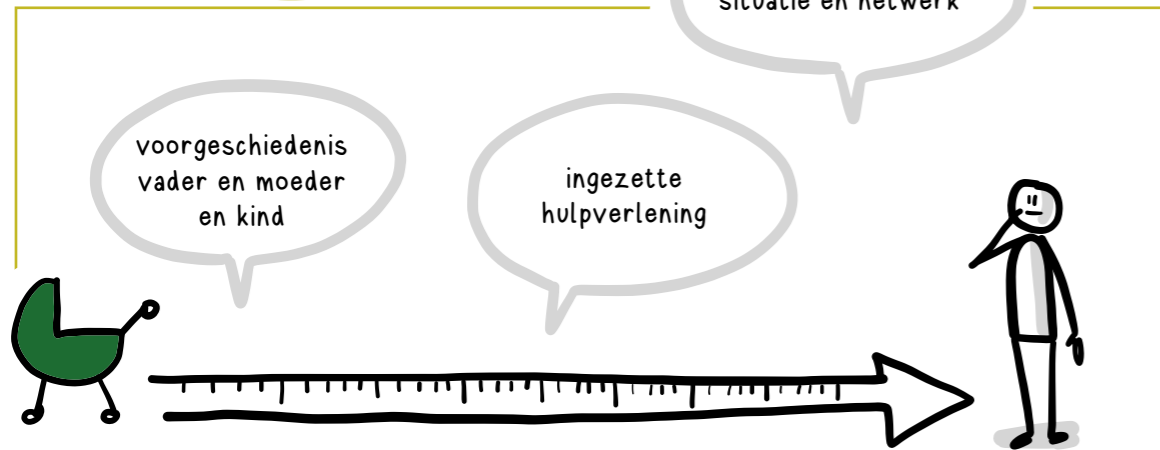 situatie en netwerk
voorgeschiedenis
vader en moeder
en kind
ingezette
hulpverlening